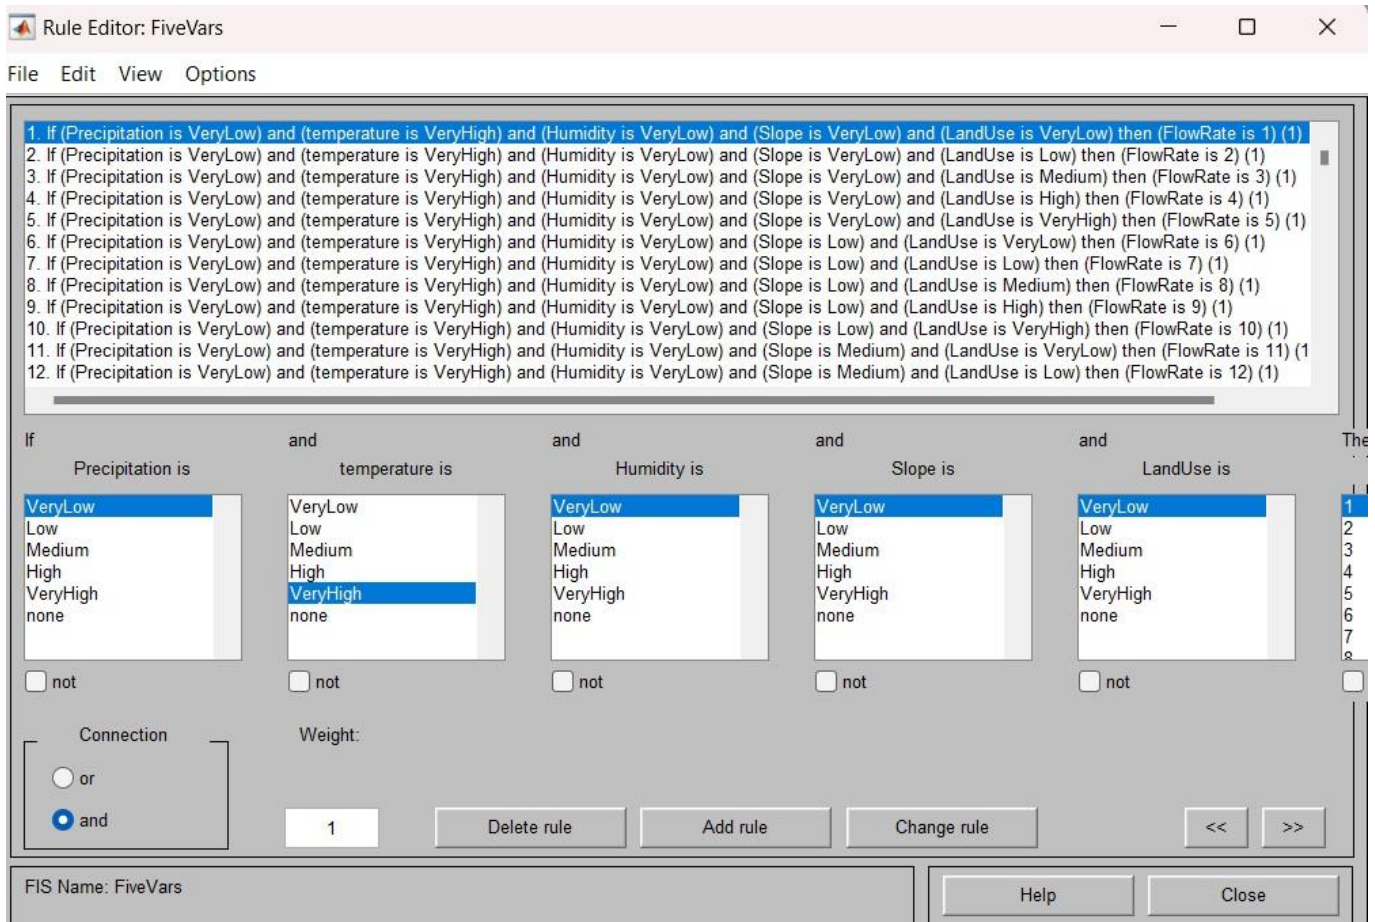 Rule Editor: FiveVars
File Edit View Options
1. If (Precipitation is VeryLow) and (temperature is VeryHigh) and (Humidity is VeryLow) and (Slope is VeryLow) and (LandUse is VeryLow) then (FlowRate is 1) (1)
2. If (Precipitation is VeryLow) and (temperature is VeryHigh) and (Humidity is VeryLow) and (Slope is VeryLow) and (LandUse is Low) then (FlowRate is 2) (1)
3. If (Precipitation is VeryLow) and (temperature is VeryHigh) and (Humidity is VeryLow) and (Slope is VeryLow) and (LandUse is Medium) then (FlowRate is 3) (1)
4. If (Precipitation is VeryLow) and (temperature is VeryHigh) and (Humidity is VeryLow) and (Slope is VeryLow) and (LandUse is High) then (FlowRate is 4) (1)
5. If (Precipitation is VeryLow) and (temperature is VeryHigh) and (Humidity is VeryLow) and (Slope is VeryLow) and (LandUse is VeryHigh) then (FlowRate is 5) (1)
6. If (Precipitation is VeryLow) and (temperature is VeryHigh) and (Humidity is VeryLow) and (Slope is Low) and (LandUse is VeryLow) then (FlowRate is 6) (1)
7. If (Precipitation is VeryLow) and (temperature is VeryHigh) and (Humidity is VeryLow) and (Slope is Low) and (LandUse is Low) then (FlowRate is 7) (1)
8. If (Precipitation is VeryLow) and (temperature is VeryHigh) and (Humidity is VeryLow) and (Slope is Low) and (LandUse is Medium) then (FlowRate is 8) (1)
9. If (Precipitation is VeryLow) and (temperature is VeryHigh) and (Humidity is VeryLow) and (Slope is Low) and (LandUse is High) then (FlowRate is 9) (1)
10. If (Precipitation is VeryLow) and (temperature is VeryHigh) and (Humidity is VeryLow) and (Slope is Low) and (LandUse is VeryHigh) then (FlowRate is 10) (1)
11. If (Precipitation is VeryLow) and (temperature is VeryHigh) and (Humidity is VeryLow) and (Slope is Medium) and (LandUse is VeryLow) then (FlowRate is 11) (1
12. If (Precipitation is VeryLow) and (temperature is VeryHigh) and (Humidity is VeryLow) and (Slope is Medium) and (LandUse is Low) then (FlowRate is 12) (1)
If and and and and The
Precipitation is temperature is Humidity is Slope is LandUse is
VeryLow VeryLow VeryLow VeryLow VeryLow 1
Low Low Low Low Low 2
Medium Medium Medium Medium Medium 3
High High High High High 4
VeryHigh VeryHigh VeryHigh VeryHigh VeryHigh 5
none none none none none 6
7
8
not not not not not
Connection Weight:
or
and 1 Delete rule Add rule Change rule << >>
FIS Name: FiveVars Help Close